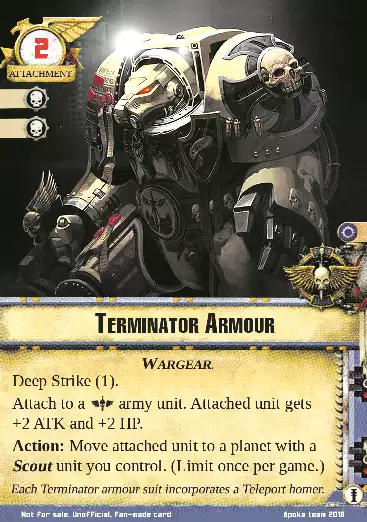 2
ATTACHMENT
TERMINATOR ARMOUR
WARGEAR.
Deep Strike (1).
Attach to a army unit. Attached unit gets
+2 ATK and +2 HP.
Action: Move attached unit to a planet with a
Scout unit you control. (Limit once per game.)
Each Terminator armour suit incorporates a Teleport homer.
Not for sale. Unofficial. Fan-made card
Apoka team 2018